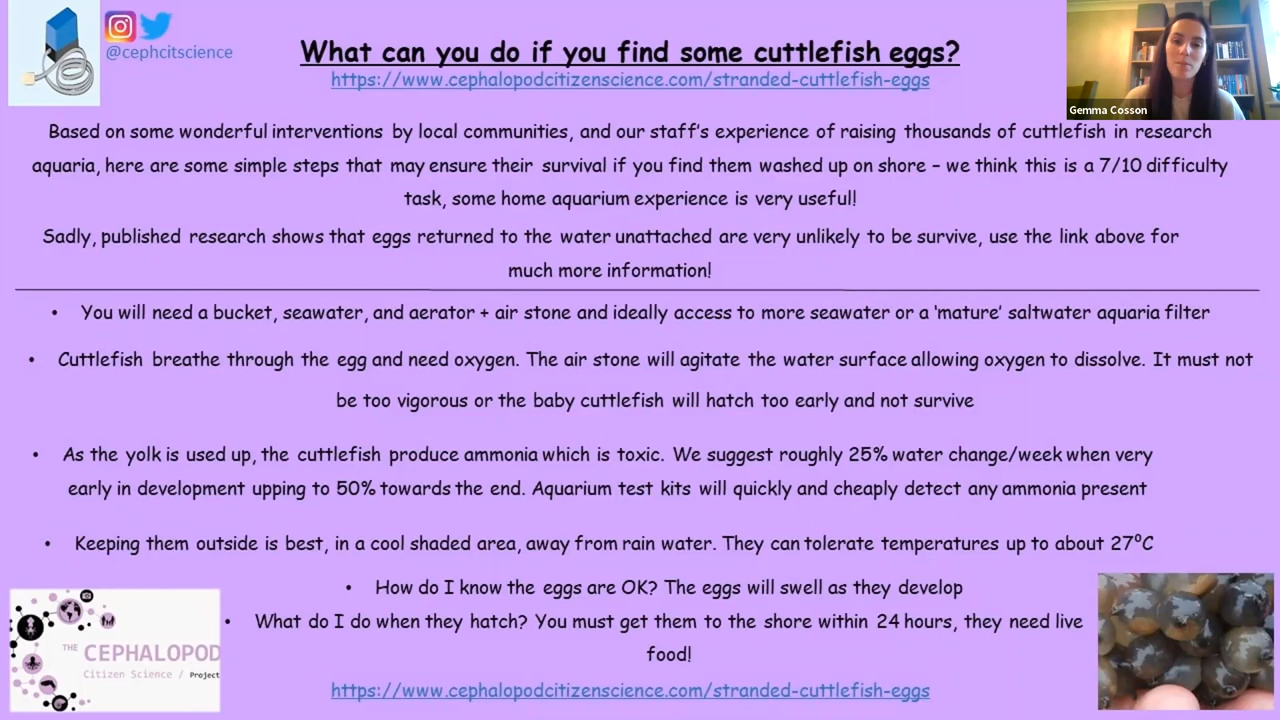 @cephcitscience
What can you do if you find some cuttlefish eggs?
https://www.cephalopodcitizenscience.com/stranded-cuttlefish-eggs
Gemma Cosson
Based on some wonderful interventions by local communities, and our staff's experience of raising thousands of cuttlefish in research
aquaria, here are some simple steps that may ensure their survival if you find them washed up on shore – we think this is a 7/10 difficulty
task, some home aquarium experience is very useful!
Sadly, published research shows that eggs returned to the water unattached are very unlikely to be survive, use the link above for
much more information!
• You will need a bucket, seawater, and aerator + air stone and ideally access to more seawater or a 'mature' saltwater aquaria filter
• Cuttlefish breathe through the egg and need oxygen. The air stone will agitate the water surface allowing oxygen to dissolve. It must not
be too vigorous or the baby cuttlefish will hatch too early and not survive
• As the yolk is used up, the cuttlefish produce ammonia which is toxic. We suggest roughly 25% water change/week when very
early in development upping to 50% towards the end. Aquarium test kits will quickly and cheaply detect any ammonia present
• Keeping them outside is best, in a cool shaded area, away from rain water. They can tolerate temperatures up to about 27⁰C
• How do I know the eggs are OK? The eggs will swell as they develop
• What do I do when they hatch? You must get them to the shore within 24 hours, they need live
food!
THE CEPHALOPOD
Citizen Science / Project
https://www.cephalopodcitizenscience.com/stranded-cuttlefish-eggs